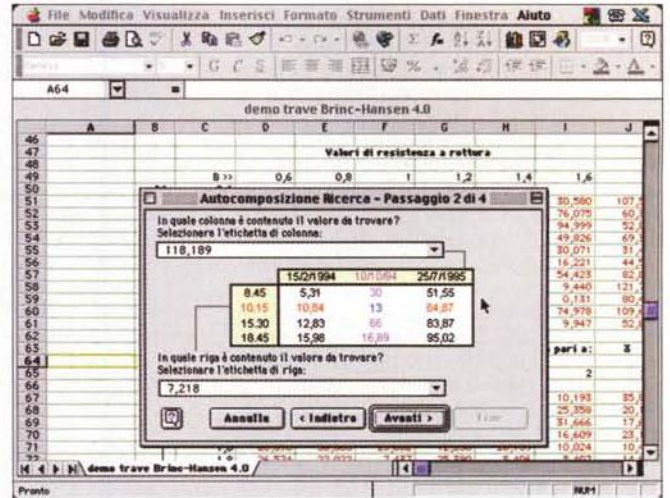 File Modifica Visualizza Inserisci Formato Strumenti Dati Finestra Aiuto
G C S
A64 =
demo trave Brinc-Hansen 4.0
A B C D E F G H I J
46
47 Valori di resistenza a rottura
48
49 B >> 0,6 0,8 1 1,2 1,4 1,6
50
51 30,580
52 76,075
53 94,999
54 49,826
55 30,071
56 16,221
57 54,423
58 9,440
59 0,131
60 74,978
61 9,947
62
63 pari a: 8
64
65 2
66
67 10,193
68 25,358
69 31,666
70 16,609
71 10,024
72
Autocomposizione Ricerca - Passaggio 2 di 4
In quale colonna è contenuto il valore da trovare?
Selezionare l'etichetta di colonna:
118,189
15/2/1994 10/10/94 25/7/1995
8.45 5,31 30 51,55
10.15 10,84 13 64,87
15.30 12,83 66 83,87
18.45 15,98 16,89 95,02
In quale riga è contenuto il valore da trovare?
Selezionare l'etichetta di riga:
7,218
Annulla < Indietro Avanti > Fine
demo trave Brinc-Hansen 4.0
Pronto NUM